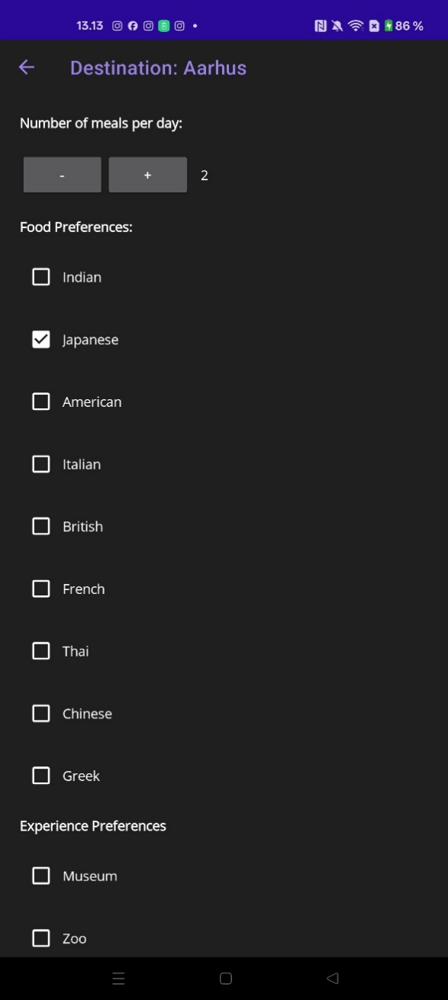 13.13 86 %
Destination: Aarhus
Number of meals per day:
- + 2
Food Preferences:
Indian
Japanese
American
Italian
British
French
Thai
Chinese
Greek
Experience Preferences
Museum
Zoo